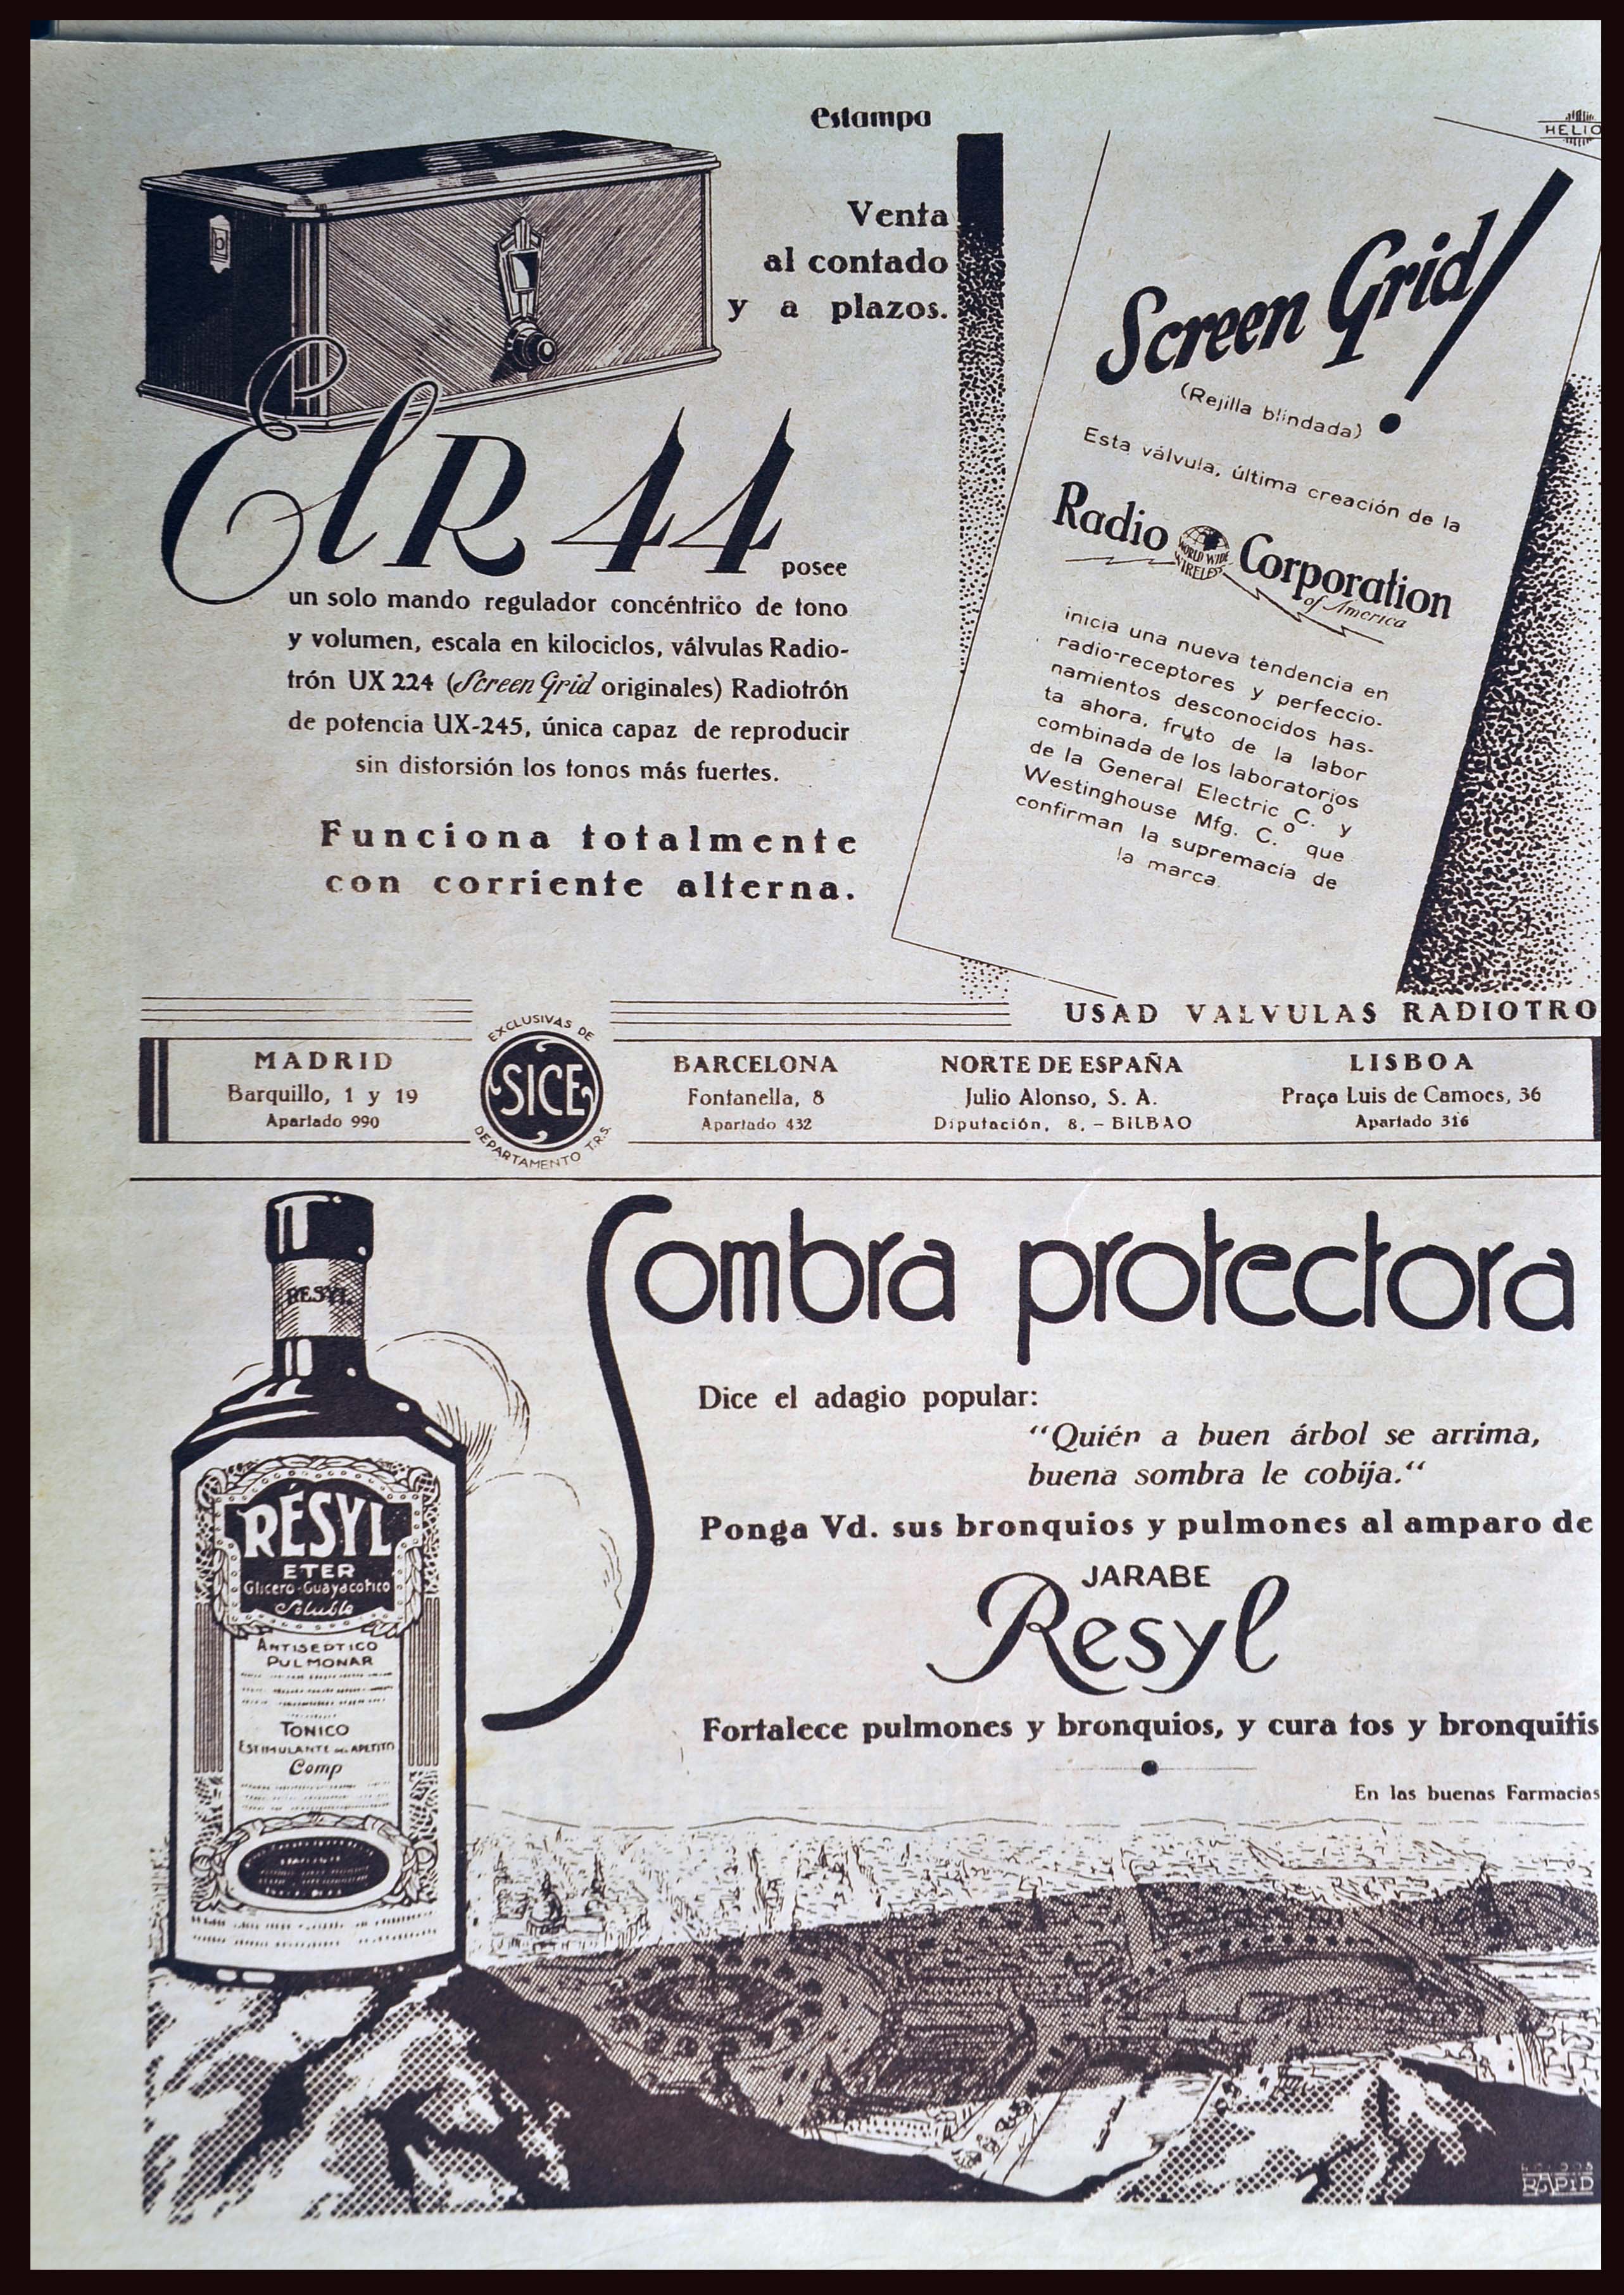 estampa
HELIO
Venta
al contado
y a plazos.
El R 44 posee
un solo mando regulador concéntrico de tono
y volumen, escala en kilociclos, válvulas Radio-
trón UX 224 (Screen Grid originales) Radiotrón
de potencia UX-245, única capaz de reproducir
sin distorsión los tonos más fuertes.
Funciona totalmente
con corriente alterna.
Screen Grid!
(Rejilla blindada)
Esta válvula, última creación de la
Radio Corporation
WORLD WIDE
WIRELESS
of America
inicia una nueva tendencia en
radio-receptores y perfeccio-
namientos desconocidos has-
ta ahora, fruto de la labor
combinada de los laboratorios
de la General Electric C.º y
Westinghouse Mfg. C.º que
confirman la supremacía de
la marca.
USAD VALVULAS RADIOTRO
MADRID
Barquillo, 1 y 19
Apartado 990
EXCLUSIVAS DE
SICE
DEPARTAMENTO T.R.S.
BARCELONA
Fontanella, 8
Apartado 432
NORTE DE ESPAÑA
Julio Alonso, S. A.
Diputación, 8. - BILBAO
LISBOA
Praça Luis de Camoes, 36
Apartado 316
Sombra protectora
Dice el adagio popular:
“Quién a buen árbol se arrima,
buena sombra le cobija.“
Ponga Vd. sus bronquios y pulmones al amparo de
JARABE
Resyl
Fortalece pulmones y bronquios, y cura tos y bronquitis
En las buenas Farmacias
RESYL
RÉSYL
ETER
Glicero-Guayacolico
Soluble
ANTISEPTICO
PULMONAR
TONICO
ESTIMULANTE DEL APETITO
Comp
RAPID